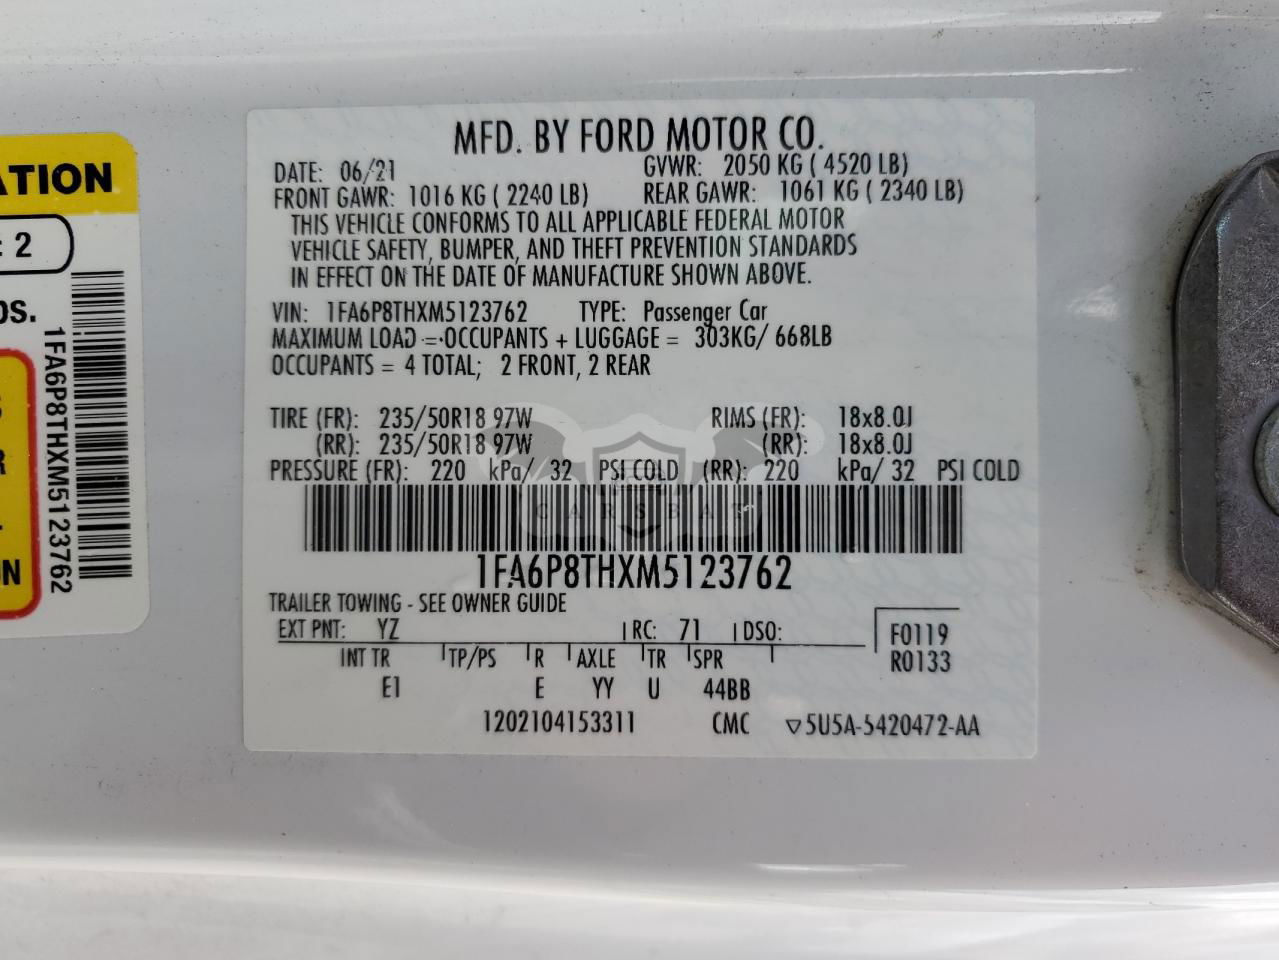 MFD. BY FORD MOTOR CO.
DATE: 06/21 GVWR: 2050 KG ( 4520 LB)
FRONT GAWR: 1016 KG ( 2240 LB) REAR GAWR: 1061 KG ( 2340 LB)
THIS VEHICLE CONFORMS TO ALL APPLICABLE FEDERAL MOTOR
VEHICLE SAFETY, BUMPER, AND THEFT PREVENTION STANDARDS
IN EFFECT ON THE DATE OF MANUFACTURE SHOWN ABOVE.
VIN: 1FA6P8THXM5123762 TYPE: Passenger Car
MAXIMUM LOAD = OCCUPANTS + LUGGAGE = 303KG/ 668LB
OCCUPANTS = 4 TOTAL; 2 FRONT, 2 REAR
TIRE (FR): 235/50R18 97W RIMS (FR): 18x8.0J
(RR): 235/50R18 97W (RR): 18x8.0J
PRESSURE (FR): 220 kPa/ 32 PSI COLD (RR): 220 kPa/ 32 PSI COLD
CARSBAT
1FA6P8THXM5123762
TRAILER TOWING - SEE OWNER GUIDE
EXT PNT: YZ RC: 71 DSO: F0119
INT TR TP/PS R AXLE TR SPR R0133
E1 E YY U 44BB
1202104153311 CMC ▽5U5A-5420472-AA
ATION
: 2
DS.
1FA6P8THXM5123762
R
ON